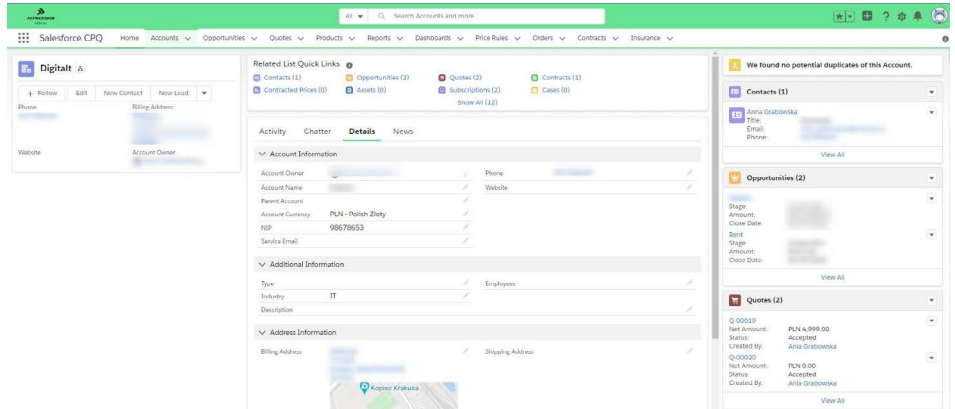 All
Search Accounts and more
Salesforce CPQ
Home
Accounts
Opportunities
Quotes
Products
Reports
Dashboards
Price Rules
Orders
Contracts
Insurance
Digitalt
+ Follow
Edit
New Contact
New Lead
Phone
Billing Address
Website
Account Owner
Related List Quick Links
Contacts (1)
Opportunities (2)
Quotes (2)
Contracts (1)
Contracted Prices (0)
Assets (0)
Subscriptions (2)
Cases (0)
Show All (12)
Activity
Chatter
Details
News
Account Information
Account Owner
Phone
Account Name
Website
Parent Account
Account Currency
PLN - Polish Zloty
NIP
98678653
Service Email
Additional Information
Type
Employees
Industry
IT
Description
Address Information
Billing Address
Shipping Address
Kopiec Krakusa
We found no potential duplicates of this Account.
Contacts (1)
Anna Grabowska
Title:
Email:
Phone:
View All
Opportunities (2)
Stage:
Amount:
Close Date:
Rent
Stage:
Amount:
Close Date:
View All
Quotes (2)
Q-00019
Net Amount: PLN 4,999.00
Status: Accepted
Created By: Ania Grabowska
Q-00020
Net Amount: PLN 0.00
Status: Accepted
Created By: Ania Grabowska
View All